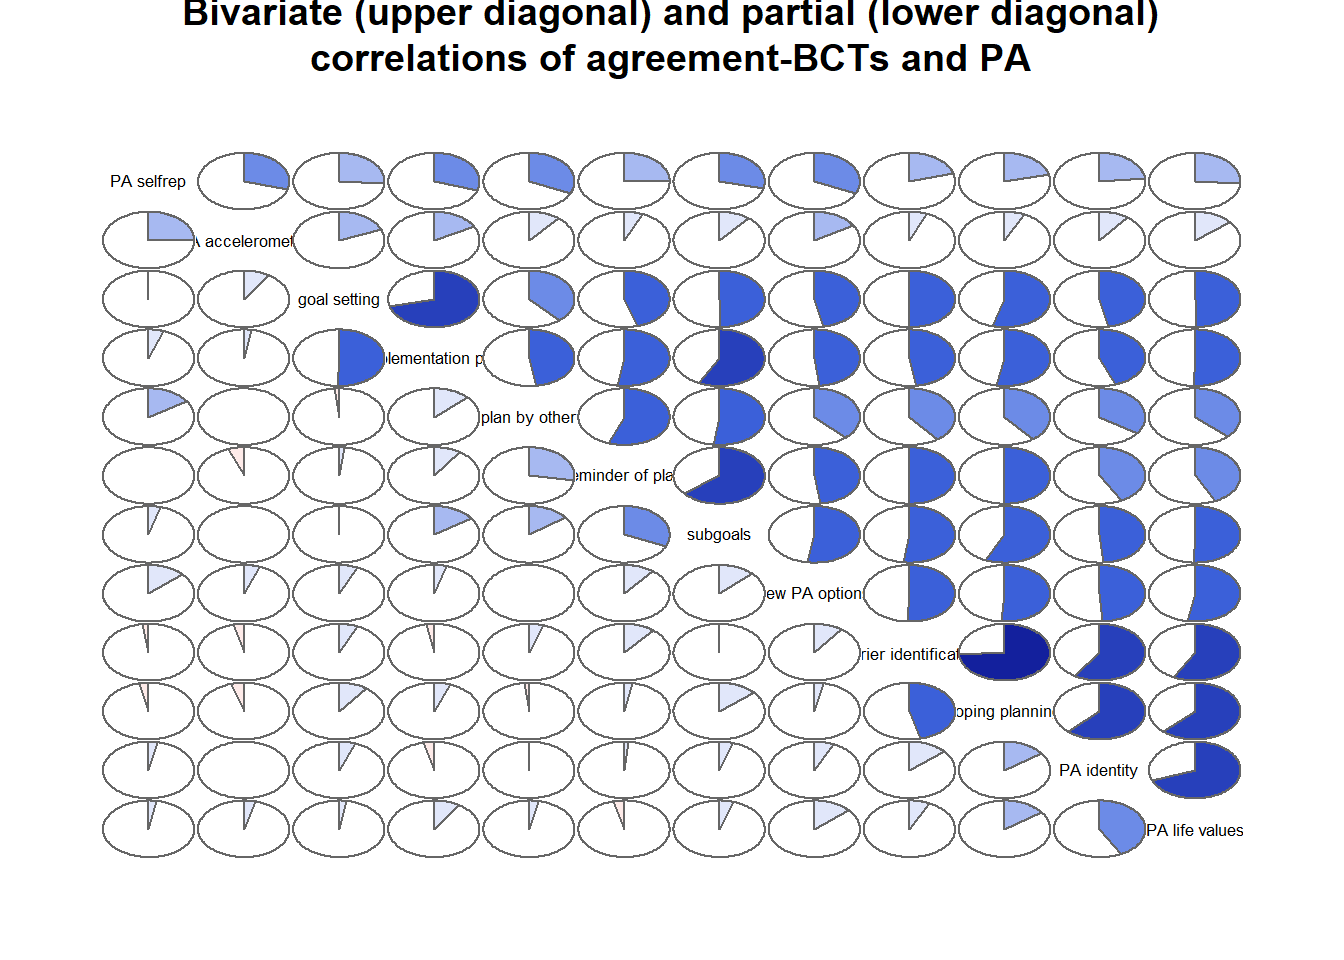 Bivariate (upper diagonal) and partial (lower diagonal)
correlations of agreement-BCTs and PA
PA selfrep
A acceleromet
goal setting
lementation p
plan by other
eminder of pla
subgoals
ew PA option
rier identificat
oping planning
PA identity
PA life values